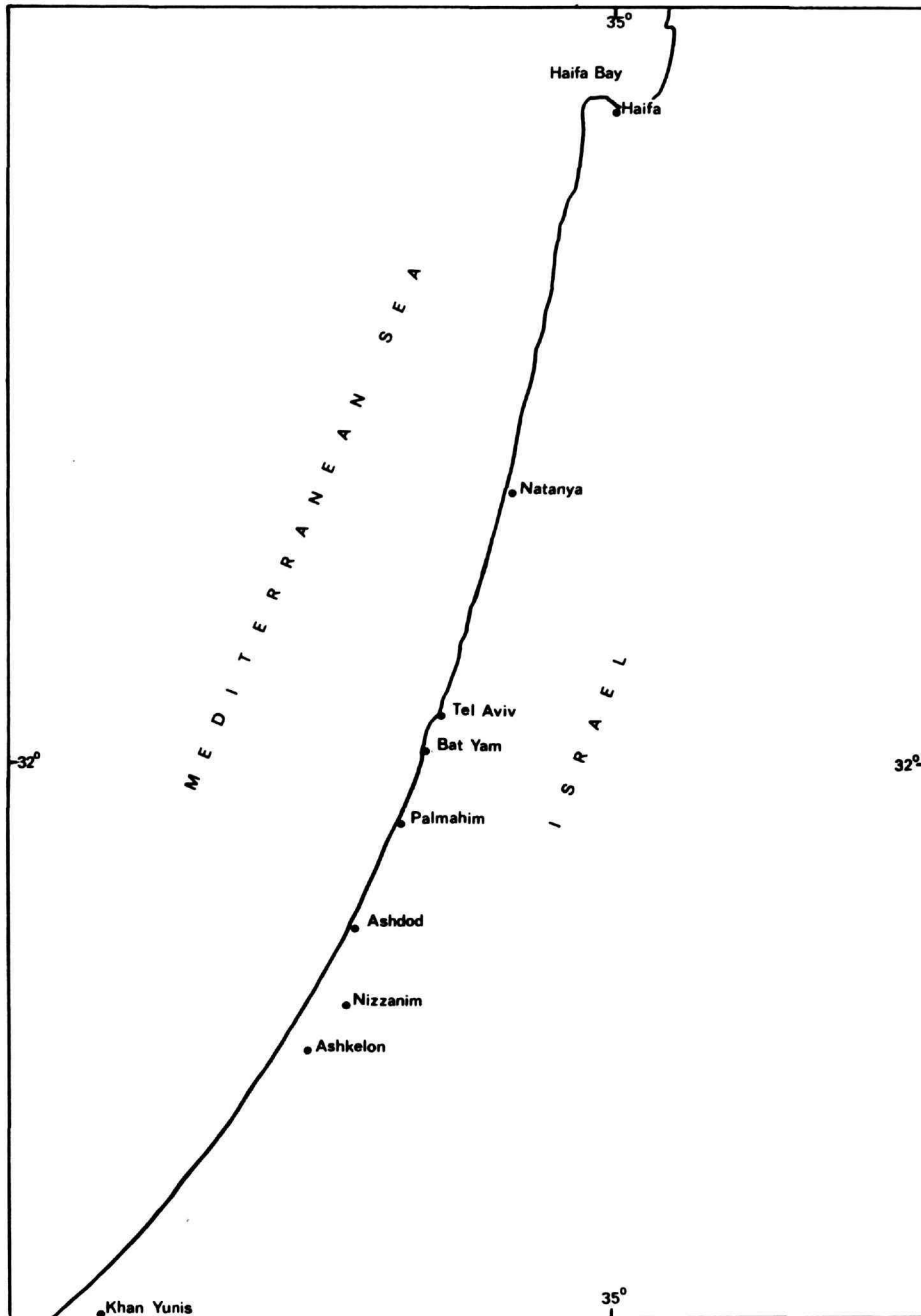 35°
Haifa Bay
Haifa
MEDITERRANEAN SEA
Natanya
ISRAEL
Tel Aviv
Bat Yam
32°
32°
Palmahim
Ashdod
Nizzanim
Ashkelon
Khan Yunis
35°